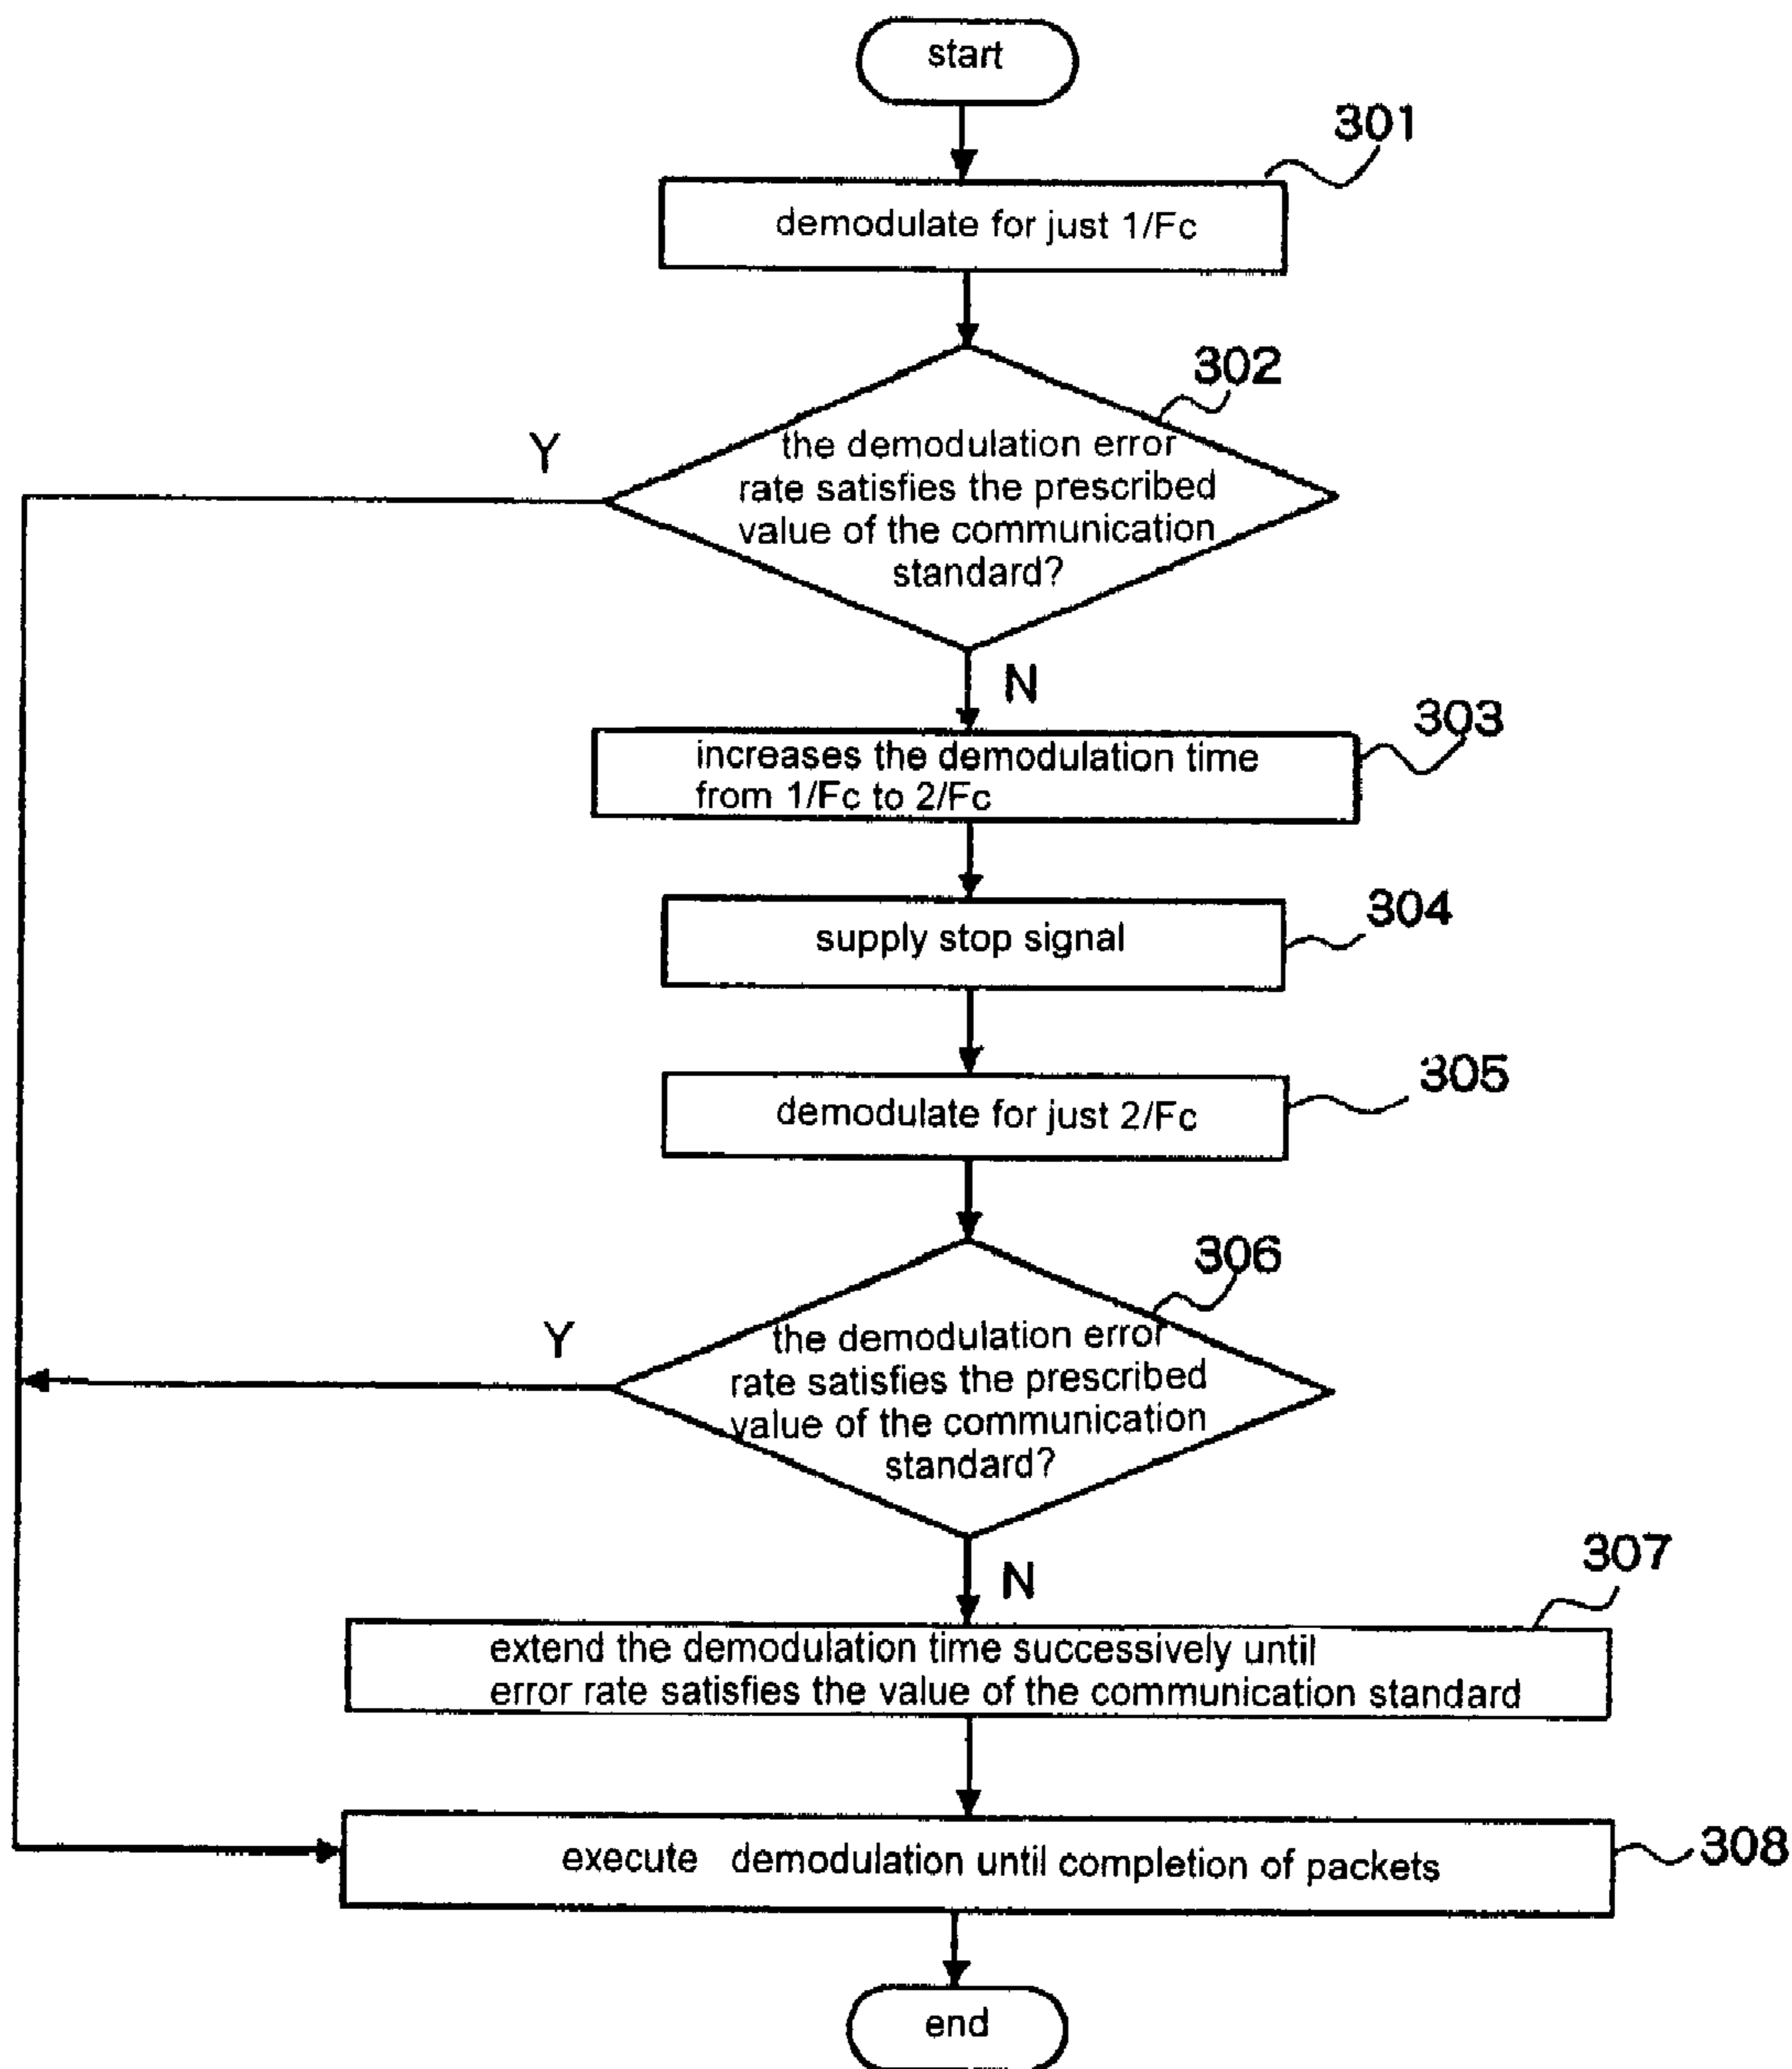 start
301
demodulate for just 1/Fc
302
the demodulation error
rate satisfies the prescribed
value of the communication
standard?
Y
N
303
increases the demodulation time
from 1/Fc to 2/Fc
304
supply stop signal
305
demodulate for just 2/Fc
306
the demodulation error
rate satisfies the prescribed
value of the communication
standard?
Y
N
307
extend the demodulation time successively until
error rate satisfies the value of the communication standard
308
execute demodulation until completion of packets
end